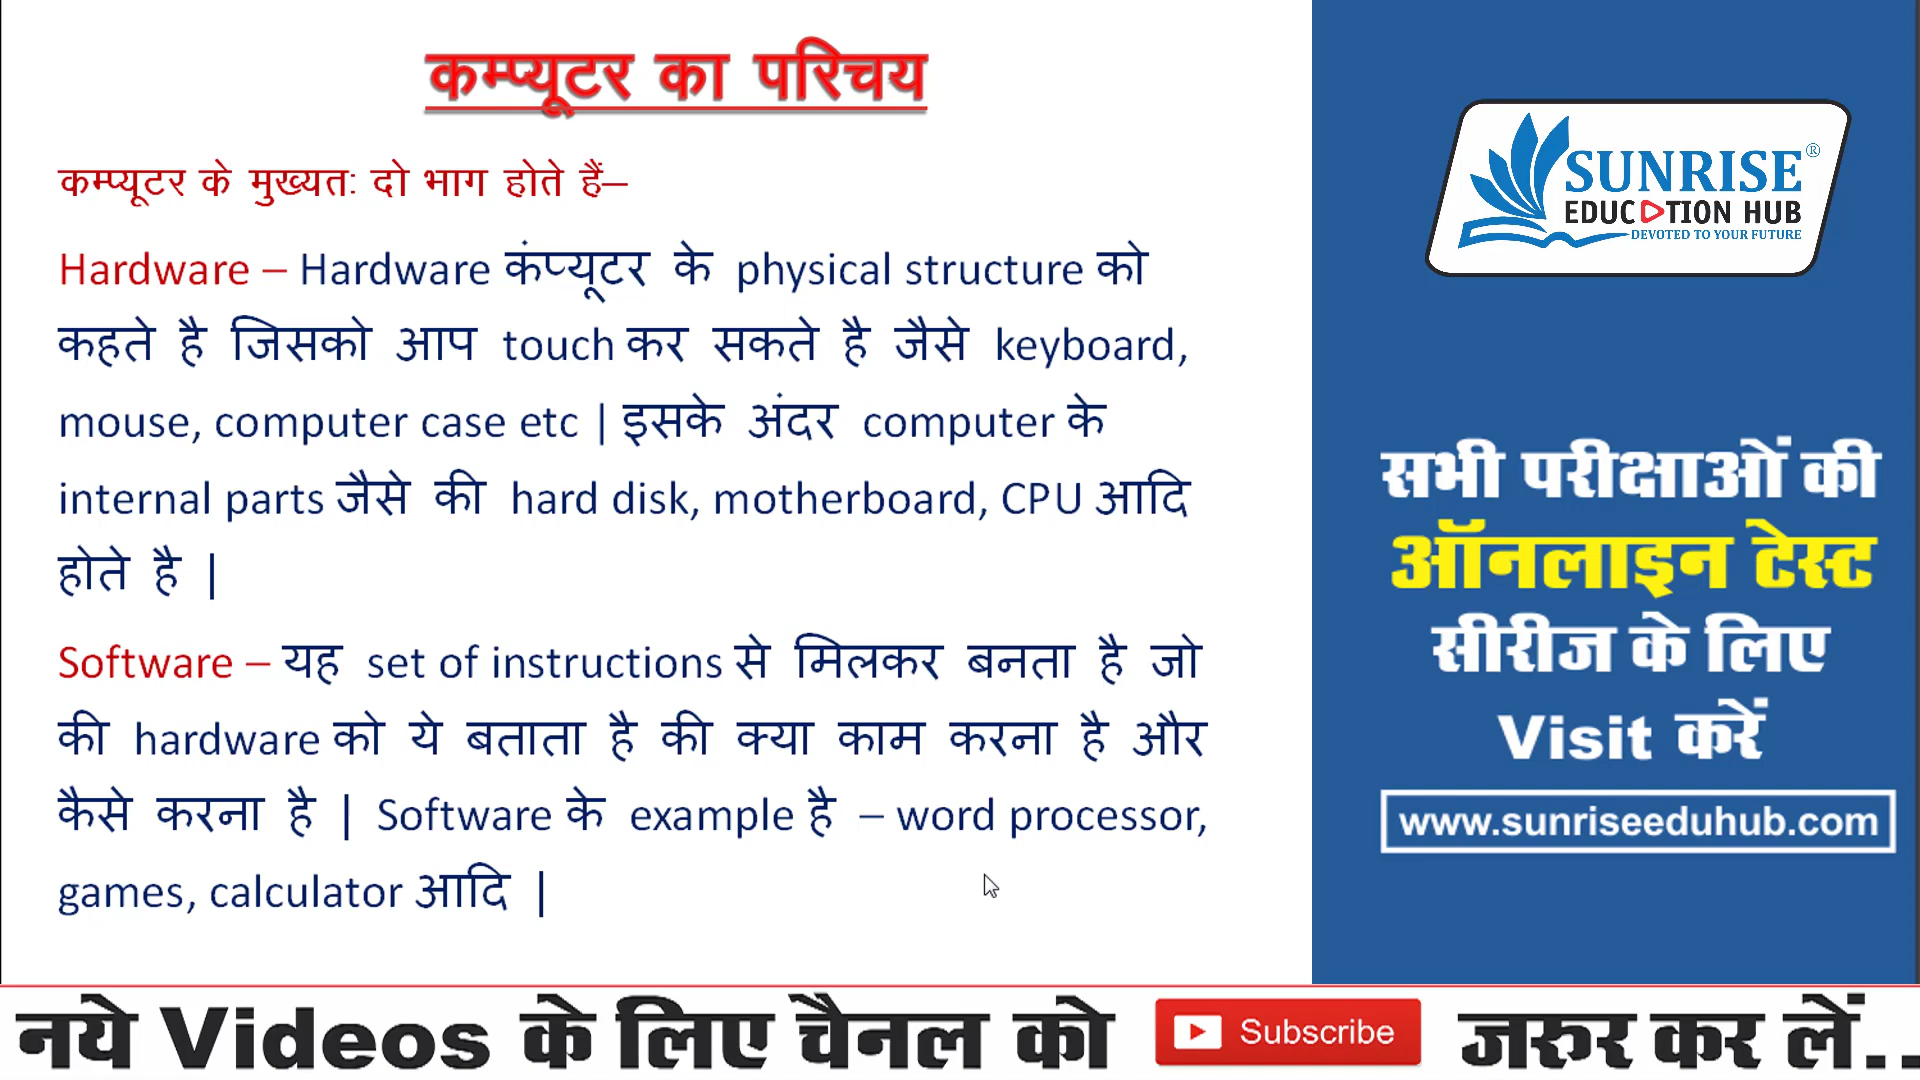 कम्प्यूटर का परिचय
कम्प्यूटर के मुख्यतः दो भाग होते हैं–
Hardware – Hardware कंप्यूटर के physical structure को
कहते है जिसको आप touch कर सकते है जैसे keyboard,
mouse, computer case etc | इसके अंदर computer के
internal parts जैसे की hard disk, motherboard, CPU आदि
होते है |
Software – यह set of instructions से मिलकर बनता है जो
की hardware को ये बताता है की क्या काम करना है और
कैसे करना है | Software के example है – word processor,
games, calculator आदि |
SUNRISE®
EDUCATION HUB
DEVOTED TO YOUR FUTURE
सभी परीक्षाओं की
ऑनलाइन टेस्ट
सीरीज के लिए
Visit करें
www.sunriseeduhub.com
नये Videos के लिए चैनल को Subscribe जरुर कर लें..